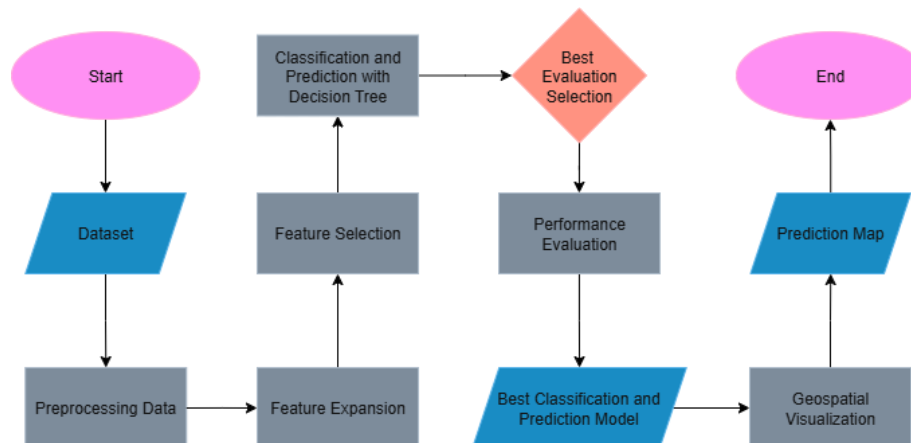 Start
Dataset
Preprocessing Data
Feature Expansion
Feature Selection
Classification and
Prediction with
Decision Tree
Best
Evaluation
Selection
Performance
Evaluation
Best Classification and
Prediction Model
Geospatial
Visualization
Prediction Map
End